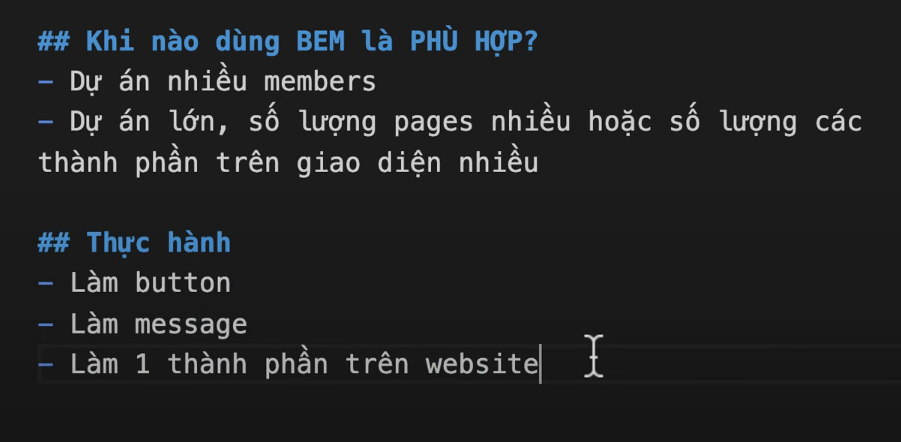 ## Khi nào dùng BEM là PHÙ HỢP?
- Dự án nhiều members
- Dự án lớn, số lượng pages nhiều hoặc số lượng các
thành phần trên giao diện nhiều
## Thực hành
- Làm button
- Làm message
- Làm 1 thành phần trên website